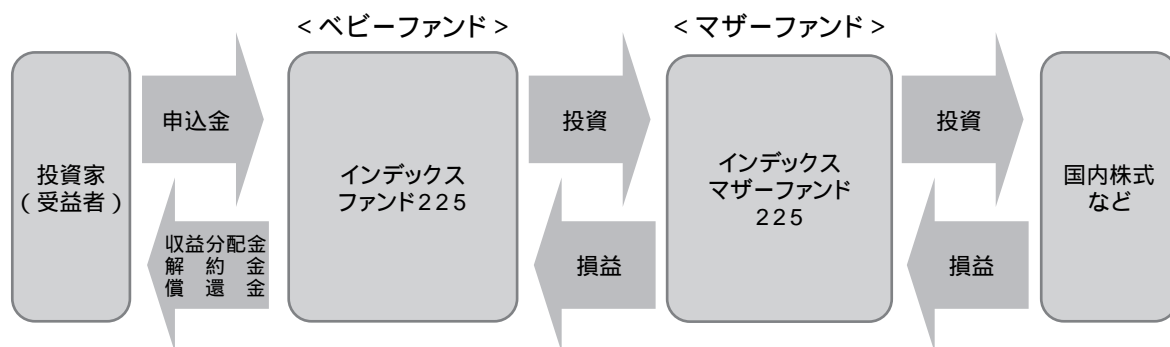 <ベビーファンド>
<マザーファンド>
投資家
(受益者)
申込金
収益分配金
解約金
償還金
インデックス
ファンド225
投資
損益
インデックス
マザーファンド
225
投資
損益
国内株式
など